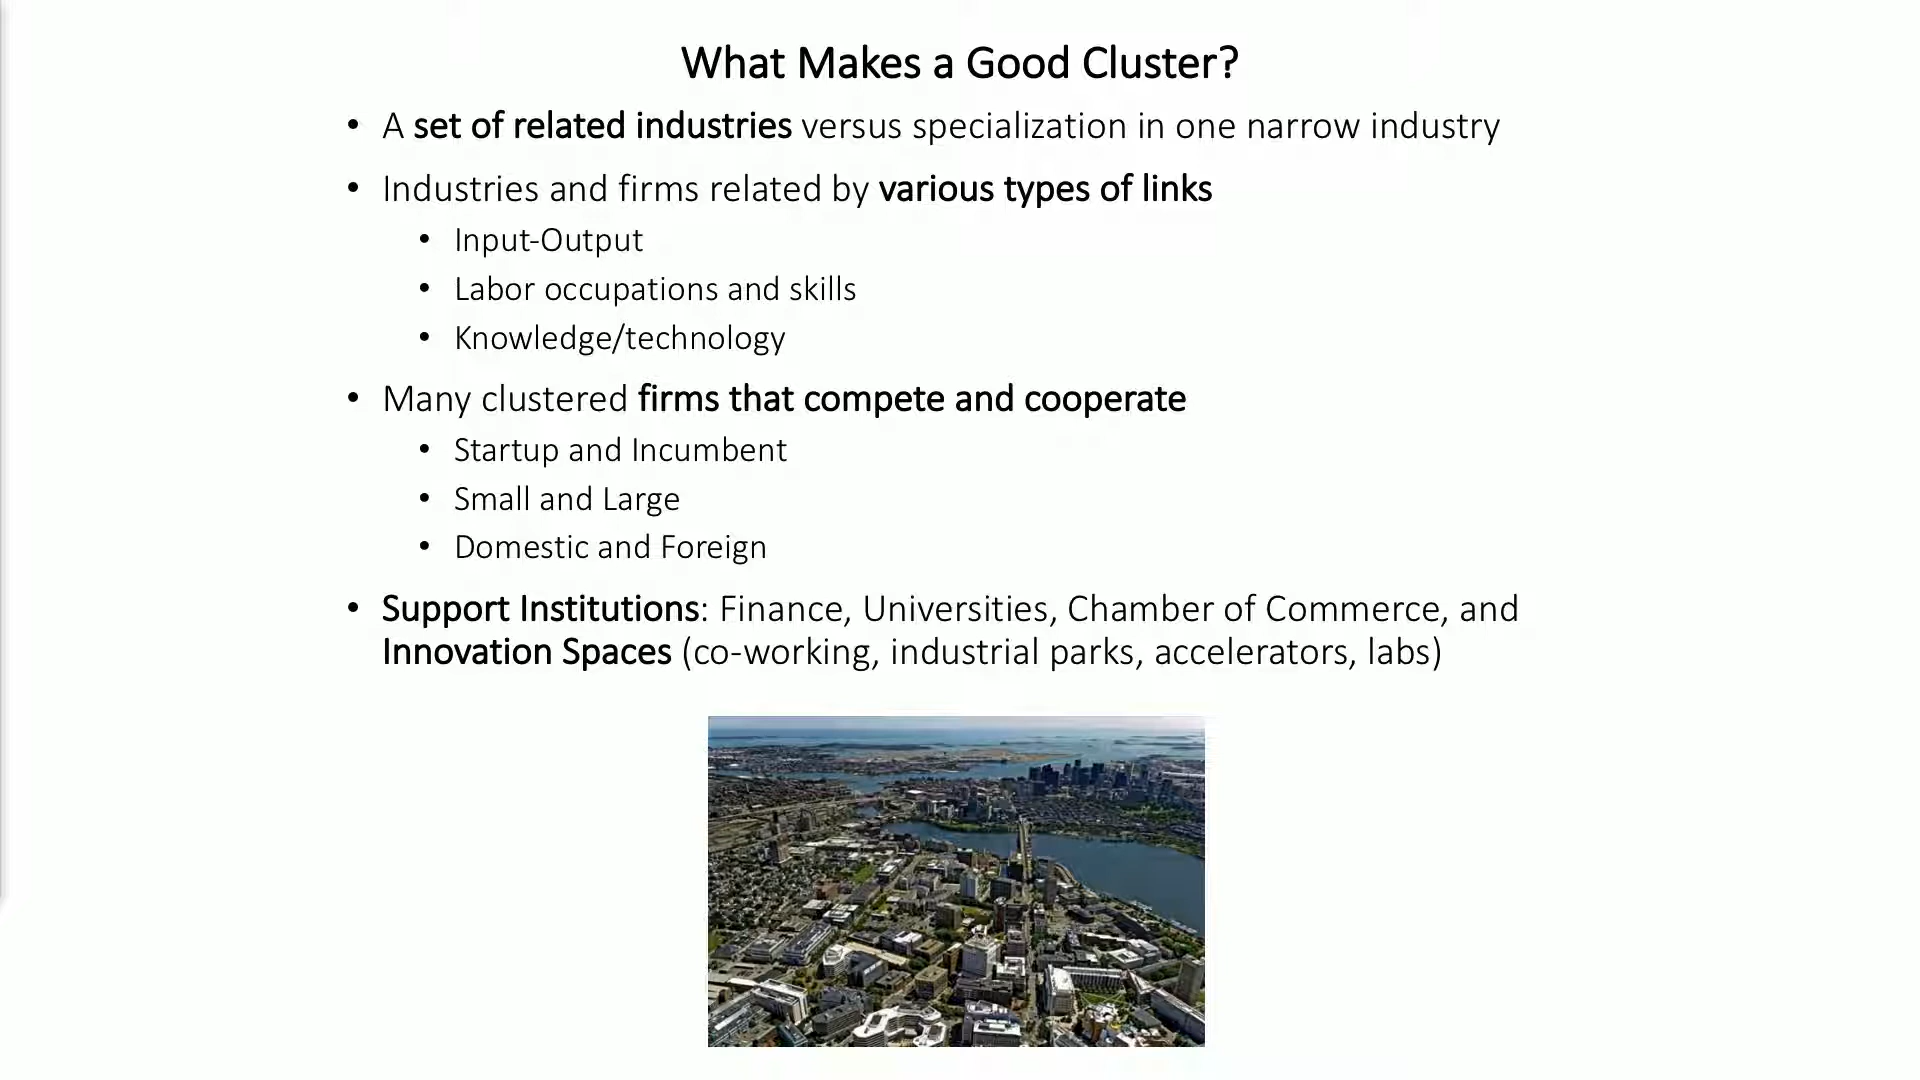 What Makes a Good Cluster?
• A set of related industries versus specialization in one narrow industry
• Industries and firms related by various types of links
• Input-Output
• Labor occupations and skills
• Knowledge/technology
• Many clustered firms that compete and cooperate
• Startup and Incumbent
• Small and Large
• Domestic and Foreign
• Support Institutions: Finance, Universities, Chamber of Commerce, and
Innovation Spaces (co-working, industrial parks, accelerators, labs)